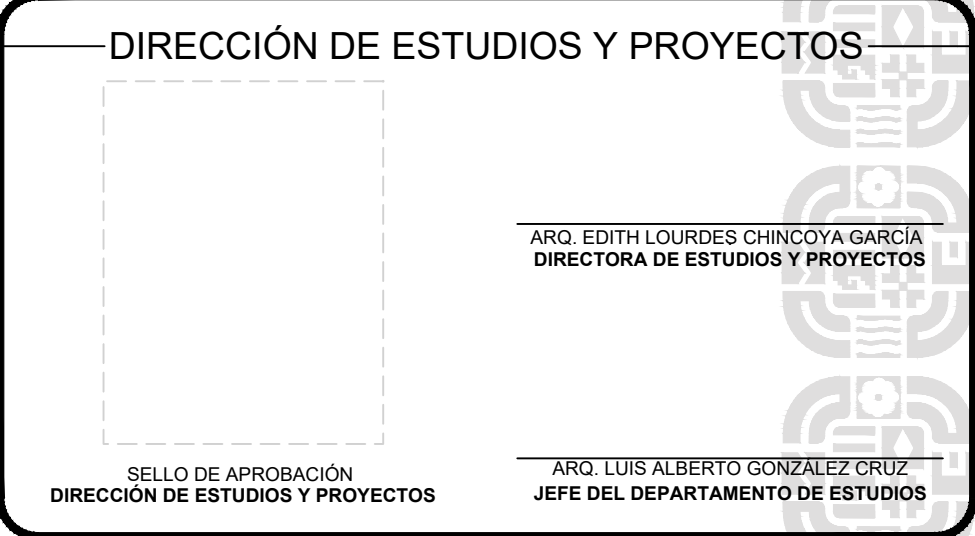 DIRECCIÓN DE ESTUDIOS Y PROYECTOS
ARQ. EDITH LOURDES CHINCOYA GARCÍA
DIRECTORA DE ESTUDIOS Y PROYECTOS
SELLO DE APROBACIÓN
DIRECCIÓN DE ESTUDIOS Y PROYECTOS
ARQ. LUIS ALBERTO GONZÁLEZ CRUZ
JEFE DEL DEPARTAMENTO DE ESTUDIOS